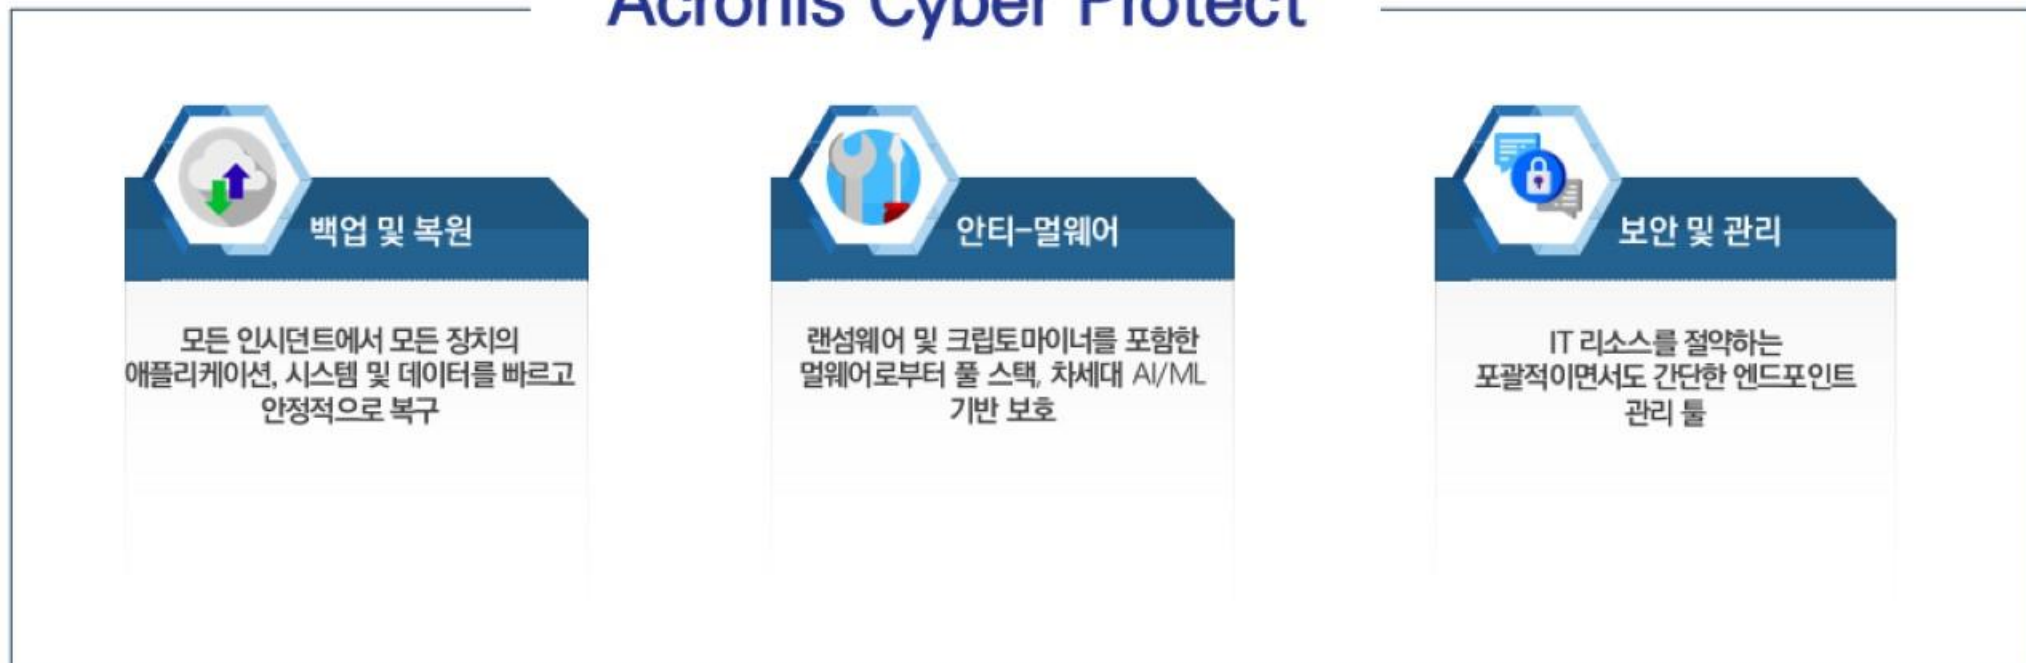 Acronis Cyber Protect
백업 및 복원
모든 인시던트에서 모든 장치의
애플리케이션, 시스템 및 데이터를 빠르고
안정적으로 복구
안티-멀웨어
랜섬웨어 및 크립토마이너를 포함한
멀웨어로부터 풀 스택, 차세대 AI/ML
기반 보호
보안 및 관리
IT 리소스를 절약하는
포괄적이면서도 간단한 엔드포인트
관리 툴